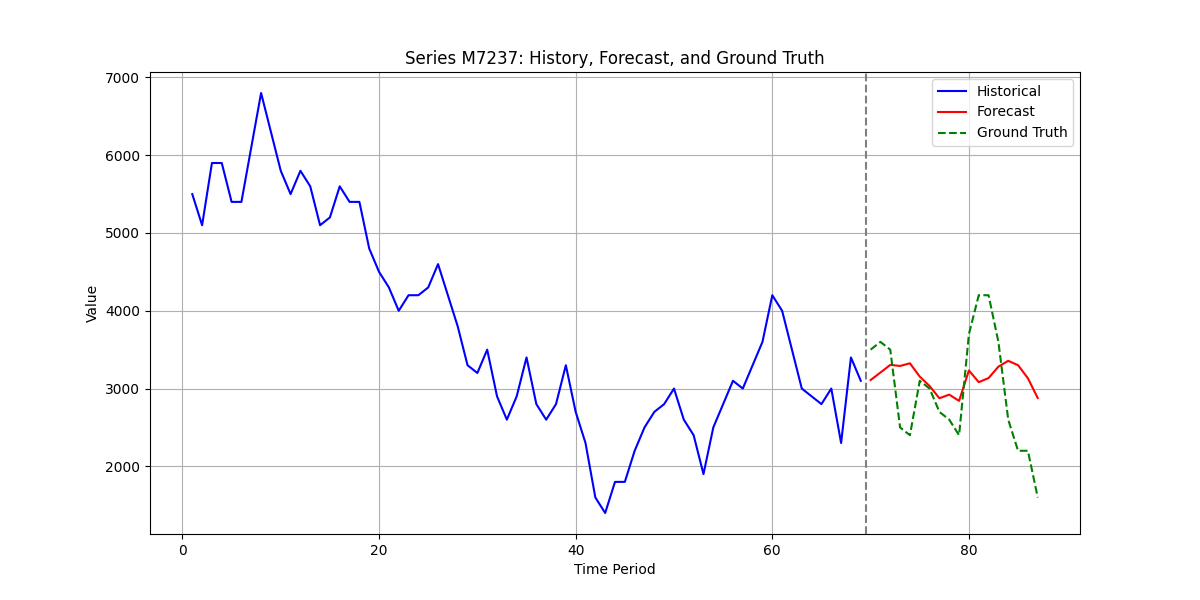 Series M7237: History, Forecast, and Ground Truth
7000
6000
5000
4000
3000
2000
Value
Historical
Forecast
Ground Truth
0
20
40
60
80
Time Period